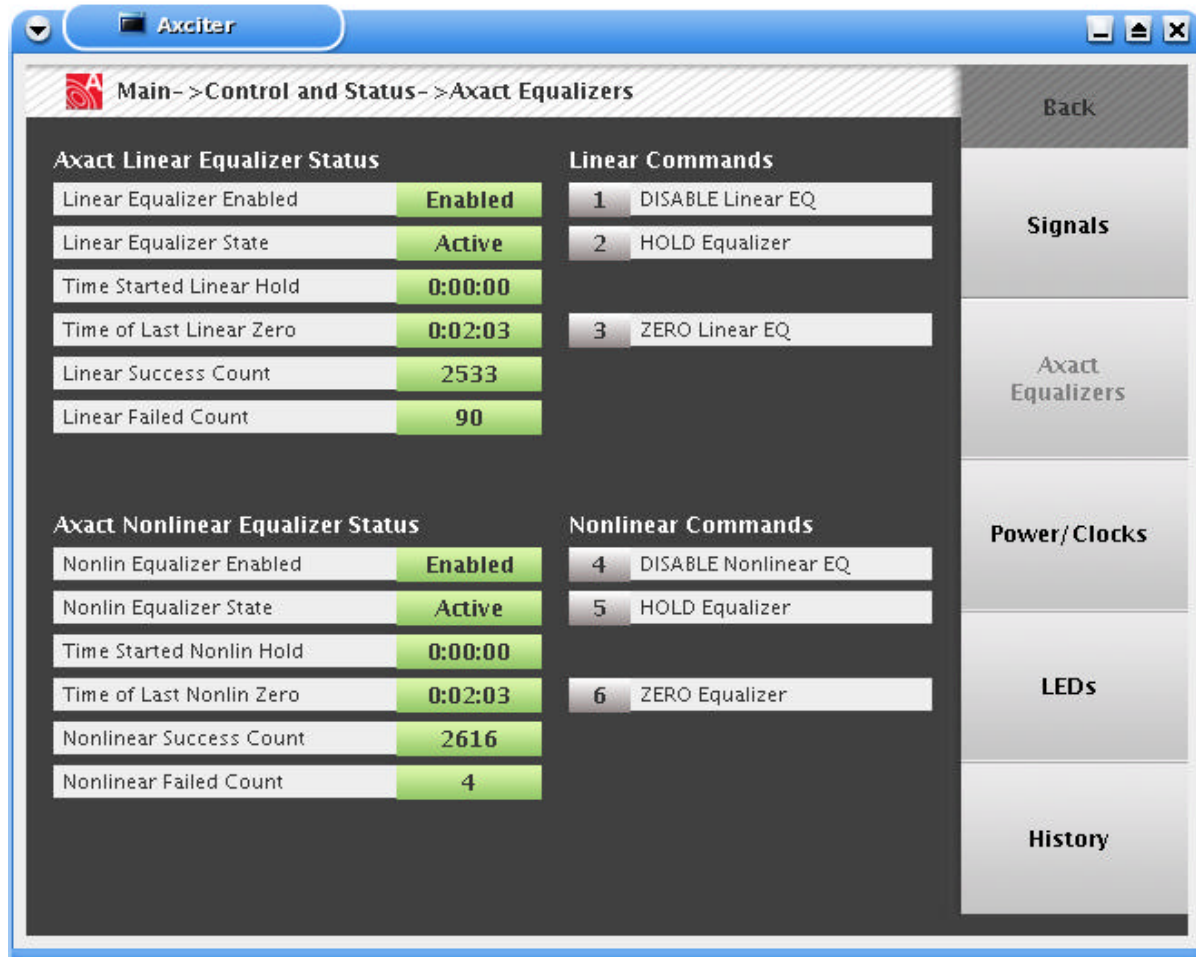 Axciter
Main->Control and Status->Axact Equalizers
Back
Axact Linear Equalizer Status
Linear Equalizer Enabled Enabled
Linear Equalizer State Active
Time Started Linear Hold 0:00:00
Time of Last Linear Zero 0:02:03
Linear Success Count 2533
Linear Failed Count 90
Linear Commands
1 DISABLE Linear EQ
2 HOLD Equalizer
3 ZERO Linear EQ
Axact Nonlinear Equalizer Status
Nonlin Equalizer Enabled Enabled
Nonlin Equalizer State Active
Time Started Nonlin Hold 0:00:00
Time of Last Nonlin Zero 0:02:03
Nonlinear Success Count 2616
Nonlinear Failed Count 4
Nonlinear Commands
4 DISABLE Nonlinear EQ
5 HOLD Equalizer
6 ZERO Equalizer
Signals
Axact
Equalizers
Power/Clocks
LEDs
History